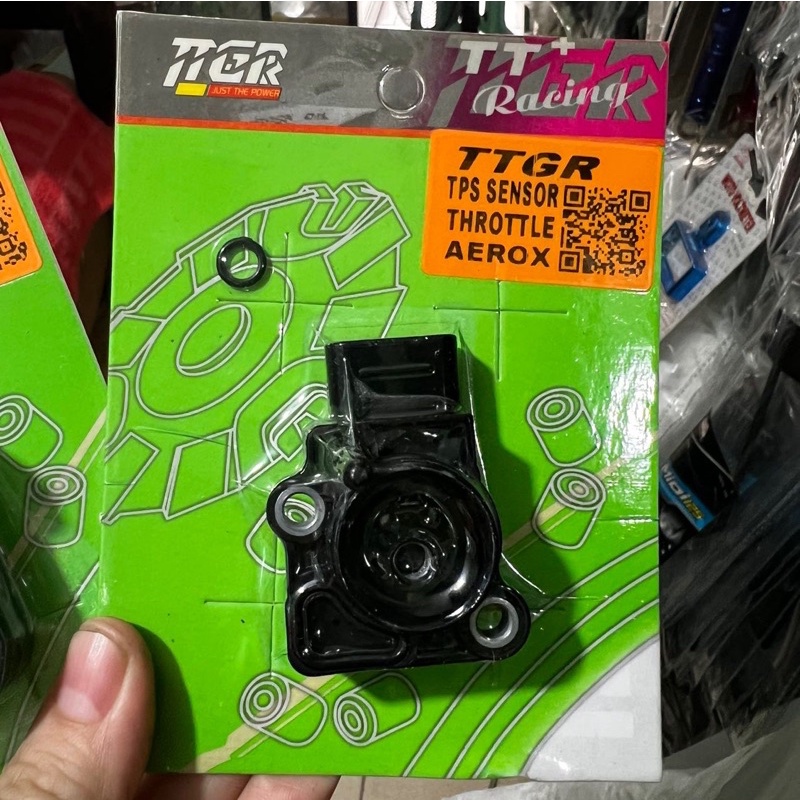 TTGR
JUST THE POWER
TT+
Racing
TTGR
TPS SENSOR
THROTTLE
AEROX